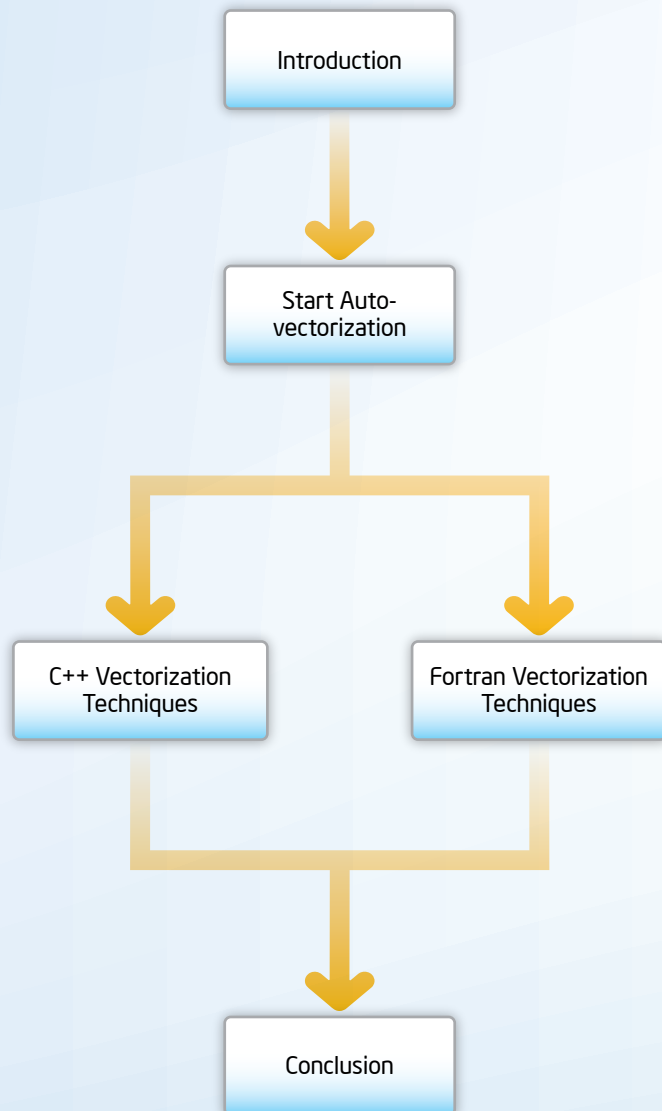 Introduction
Start Auto-
vectorization
C++ Vectorization
Techniques
Fortran Vectorization
Techniques
Conclusion